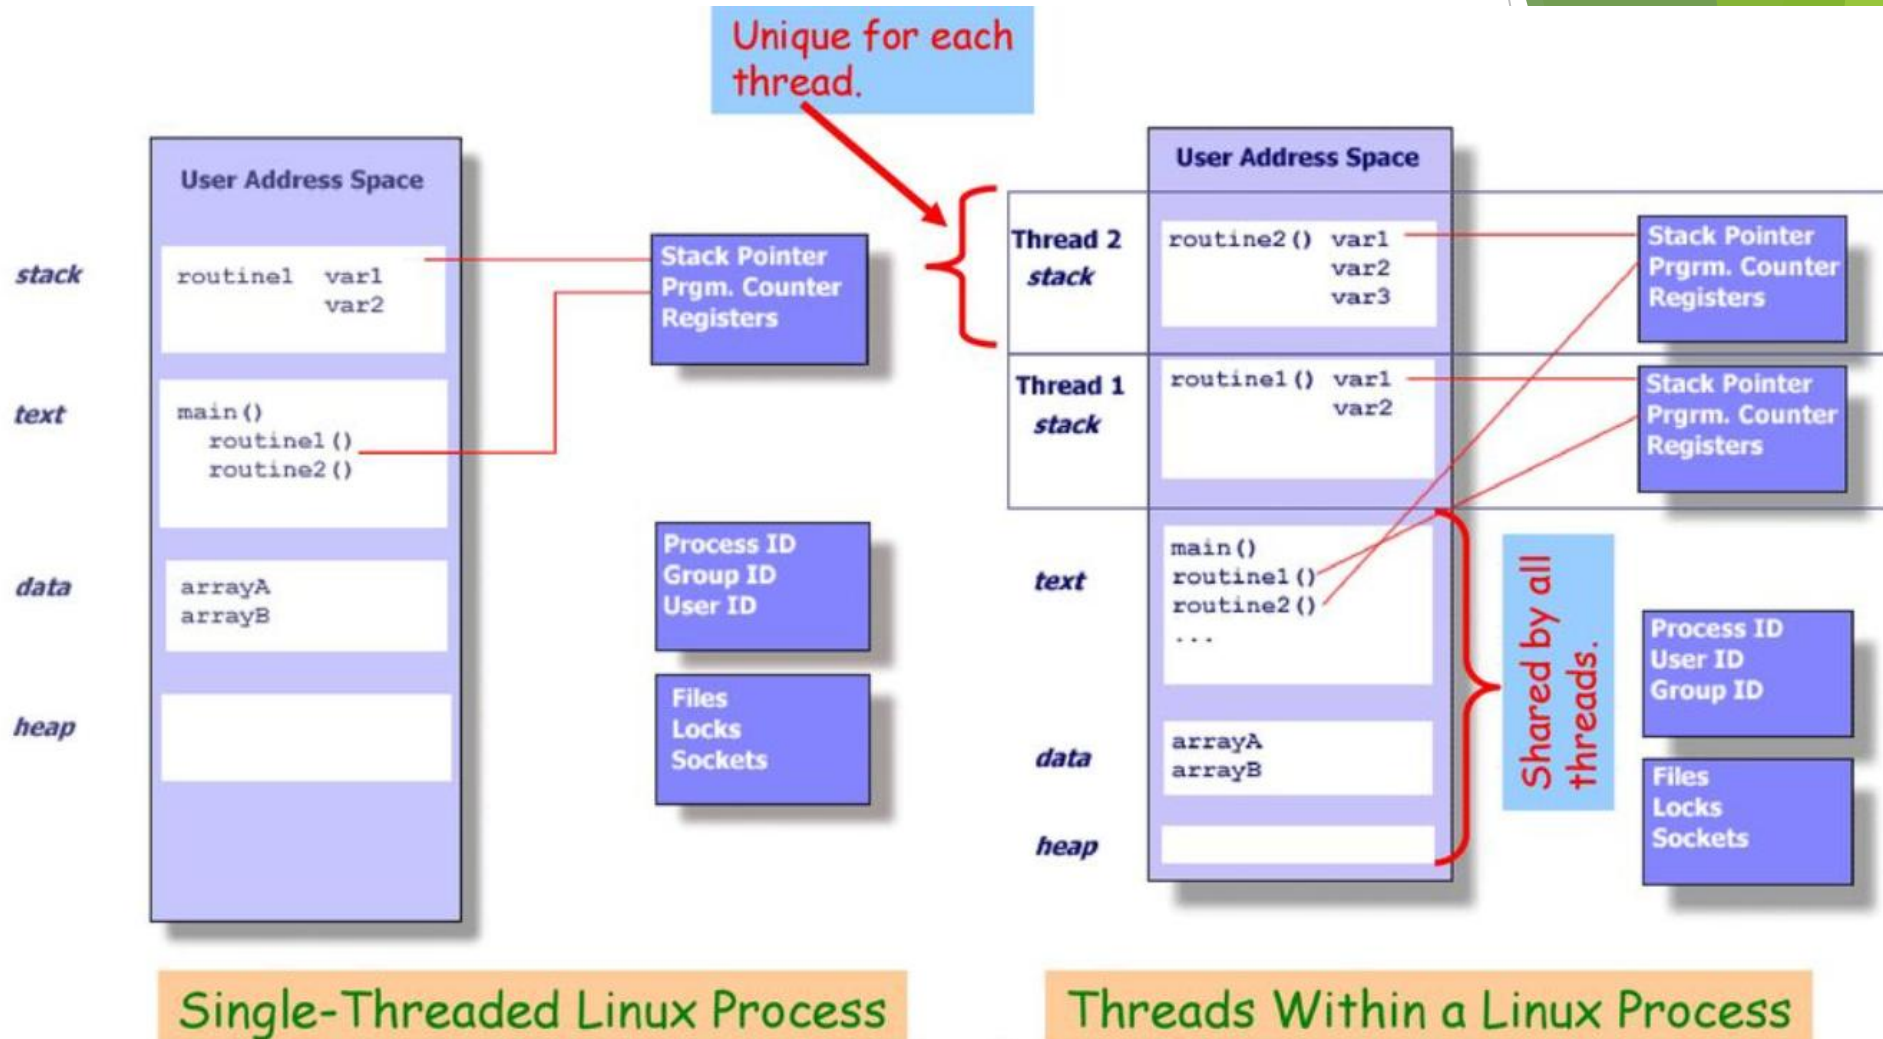 Unique for each
thread.
User Address Space
stack
routine1 var1
var2
Stack Pointer
Prgm. Counter
Registers
text
main()
routine1()
routine2()
data
arrayA
arrayB
Process ID
Group ID
User ID
heap
Files
Locks
Sockets
Single-Threaded Linux Process
User Address Space
Thread 2
stack
routine2() var1
var2
var3
Stack Pointer
Prgrm. Counter
Registers
Thread 1
stack
routine1() var1
var2
Stack Pointer
Prgrm. Counter
Registers
text
main()
routine1()
routine2()
...
Shared by all
threads.
Process ID
User ID
Group ID
data
arrayA
arrayB
heap
Files
Locks
Sockets
Threads Within a Linux Process